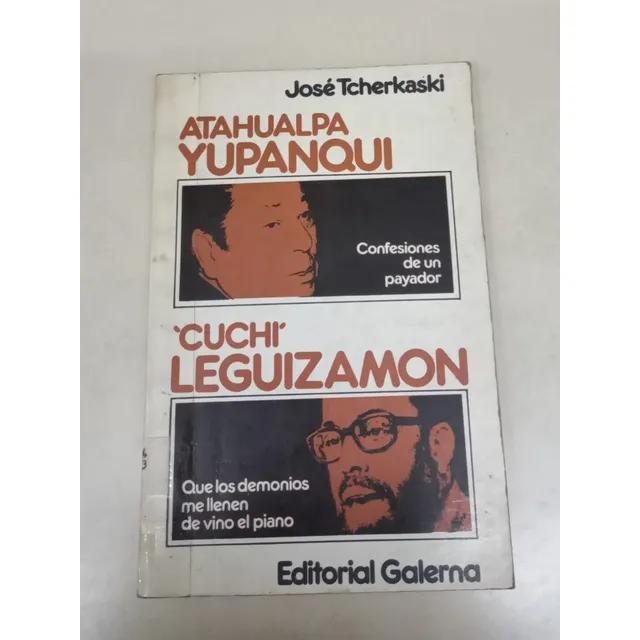 José Tcherkaski
ATAHUALPA
YUPANQUI
Confesiones
de un
payador
'CUCHI'
LEGUIZAMON
Que los demonios
me llenen
de vino el piano
Editorial Galerna